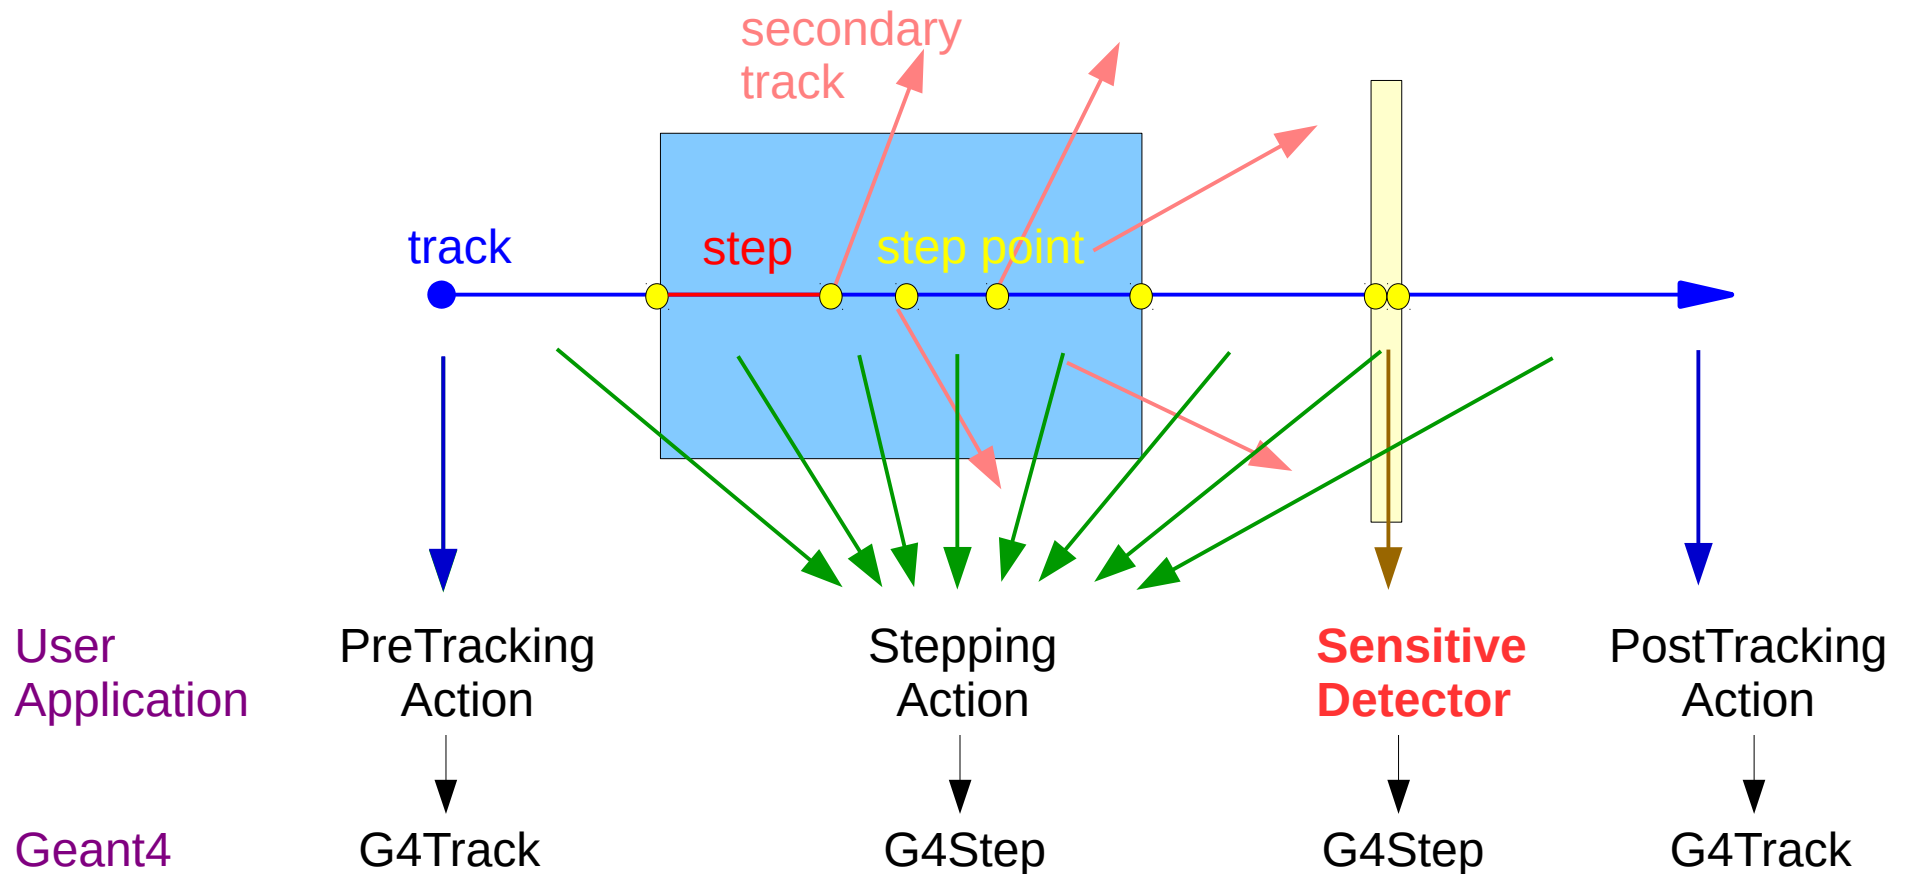 secondary
track
track
step
step point
User
Application
PreTracking
Action
Stepping
Action
Sensitive
Detector
PostTracking
Action
Geant4
G4Track
G4Step
G4Step
G4Track